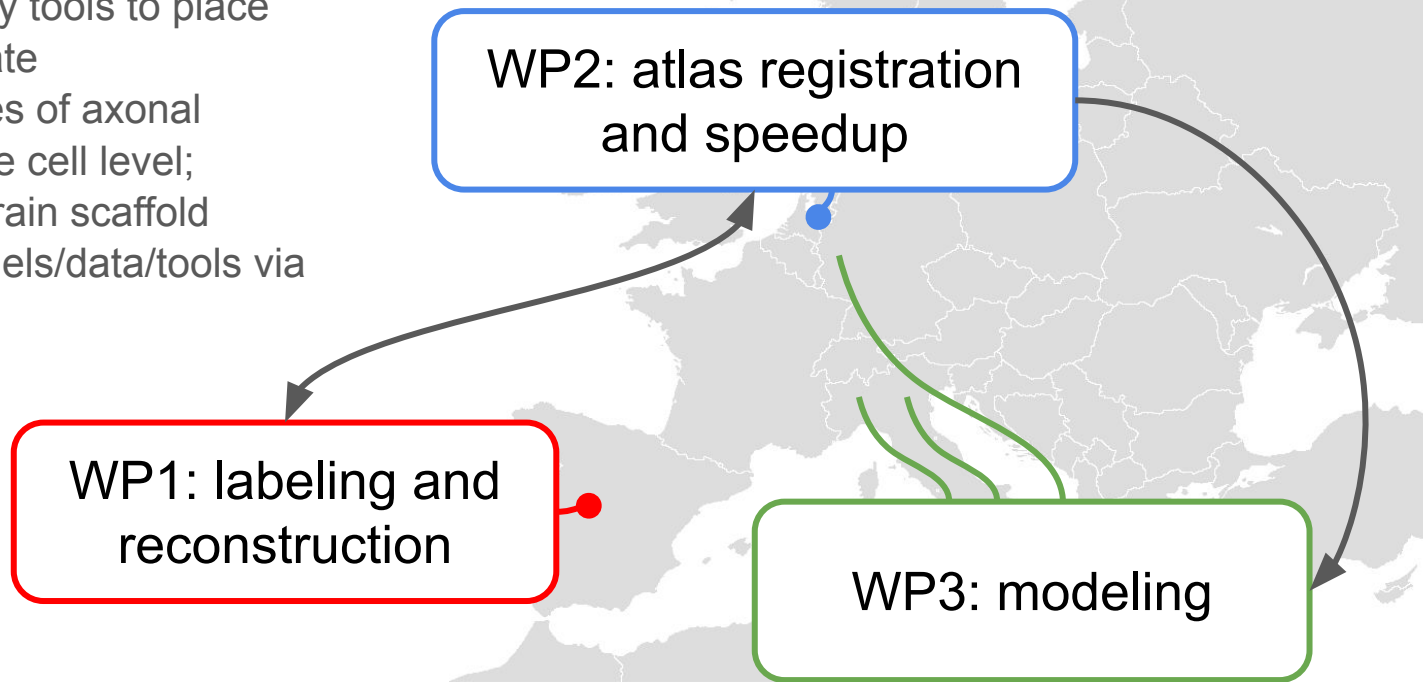 y tools to place
ate
es of axonal
e cell level;
rain scaffold
els/data/tools via
WP2: atlas registration
and speedup
WP1: labeling and
reconstruction
WP3: modeling